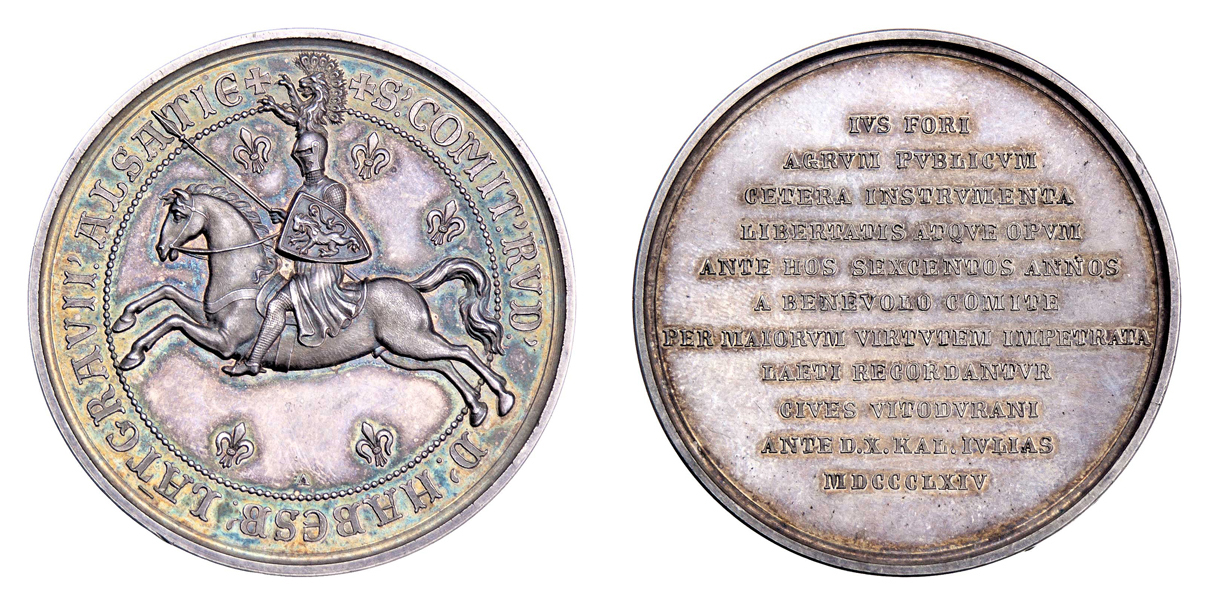 ✠ S' COMIT' RVD' D' HABESB' LATGRAVII' ALSATIE ✠
A
IVS FORI
AGRVM PVBLICVM
CETERA INSTRVMENTA
LIBERTATIS ATQVE OPVM
ANTE HOS SEXCENTOS ANNOS
A BENEVOLO COMITE
PER MAIORVM VIRTVTEM IMPETRATA
LAETI RECORDANTVR
CIVES VITODVRANI
ANTE D.X. KAL. IVLIAS
MDCCCLXIV